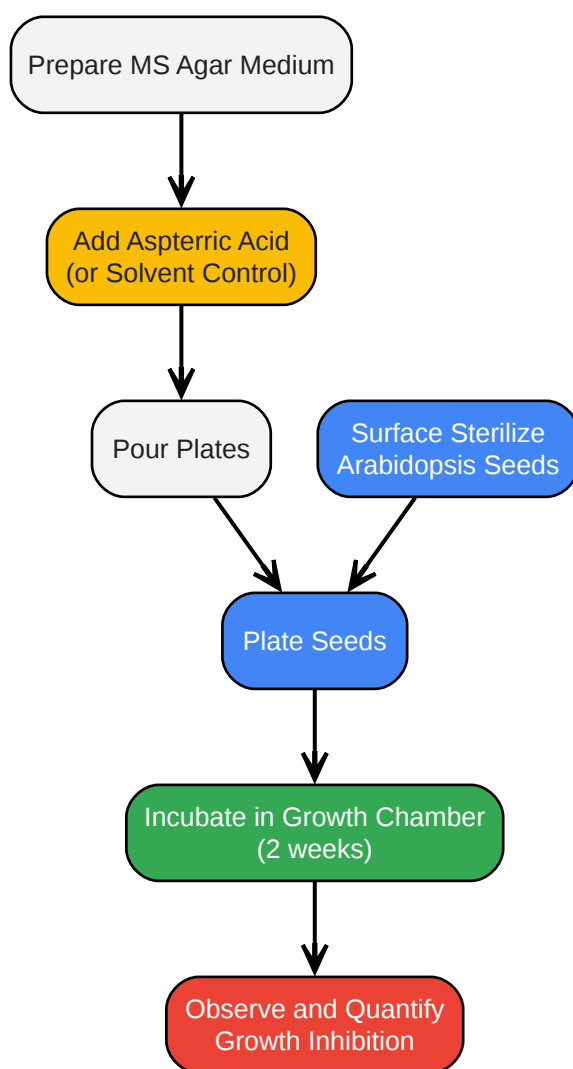 Prepare MS Agar Medium
Add Aspterric Acid
(or Solvent Control)
Pour Plates
Surface Sterilize
Arabidopsis Seeds
Plate Seeds
Incubate in Growth Chamber
(2 weeks)
Observe and Quantify
Growth Inhibition